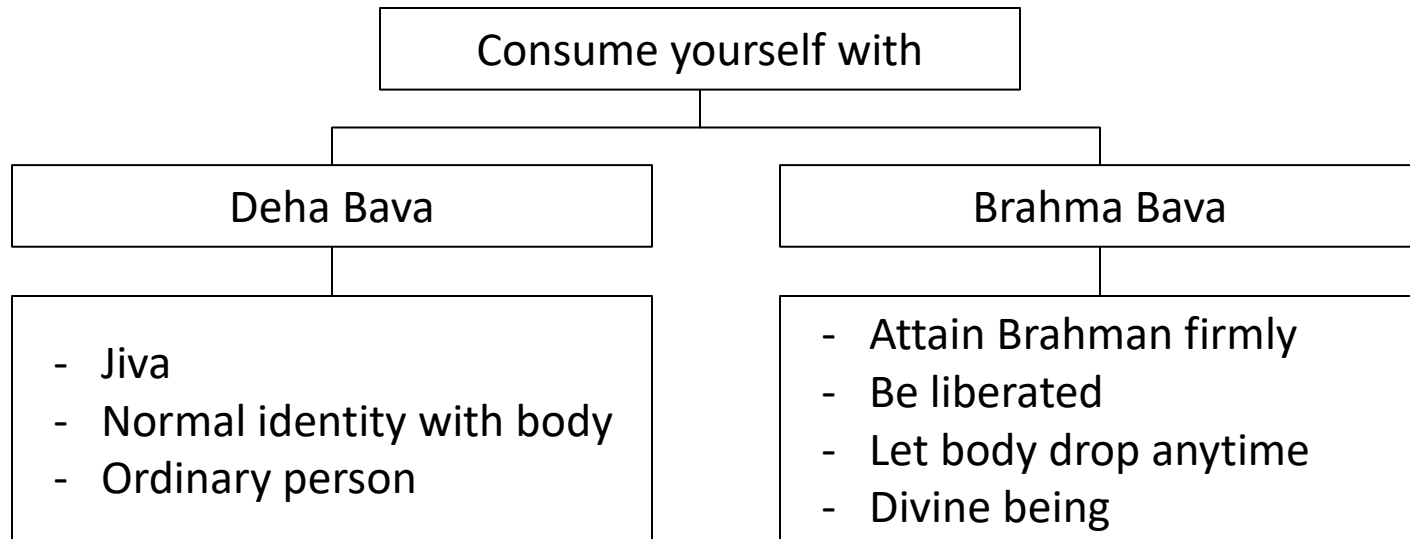 Consume yourself with
Deha Bava
Brahma Bava
- Jiva
- Normal identity with body
- Ordinary person
- Attain Brahman firmly
- Be liberated
- Let body drop anytime
- Divine being